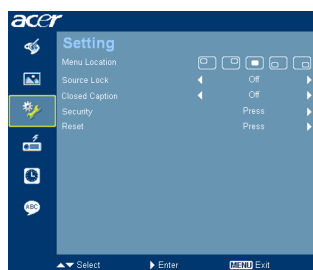 acer
Setting
Menu Location
Source Lock Off
Closed Caption Off
Security Press
Reset Press
ABC
Select Enter MENU Exit